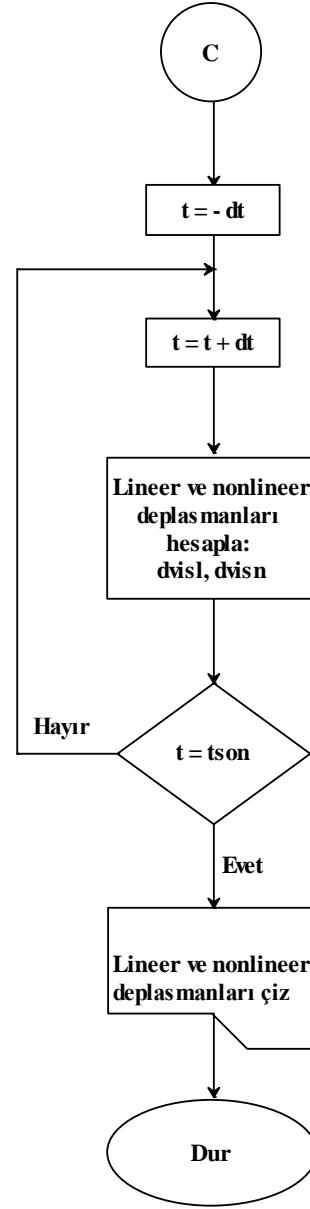 C
t = - dt
t = t + dt
Lineer ve nonlineer
deplasmanları
hesapla:
dvisl, dvisn
Hayır
t = tson
Evet
Lineer ve nonlineer
deplasmanları çiz
Dur